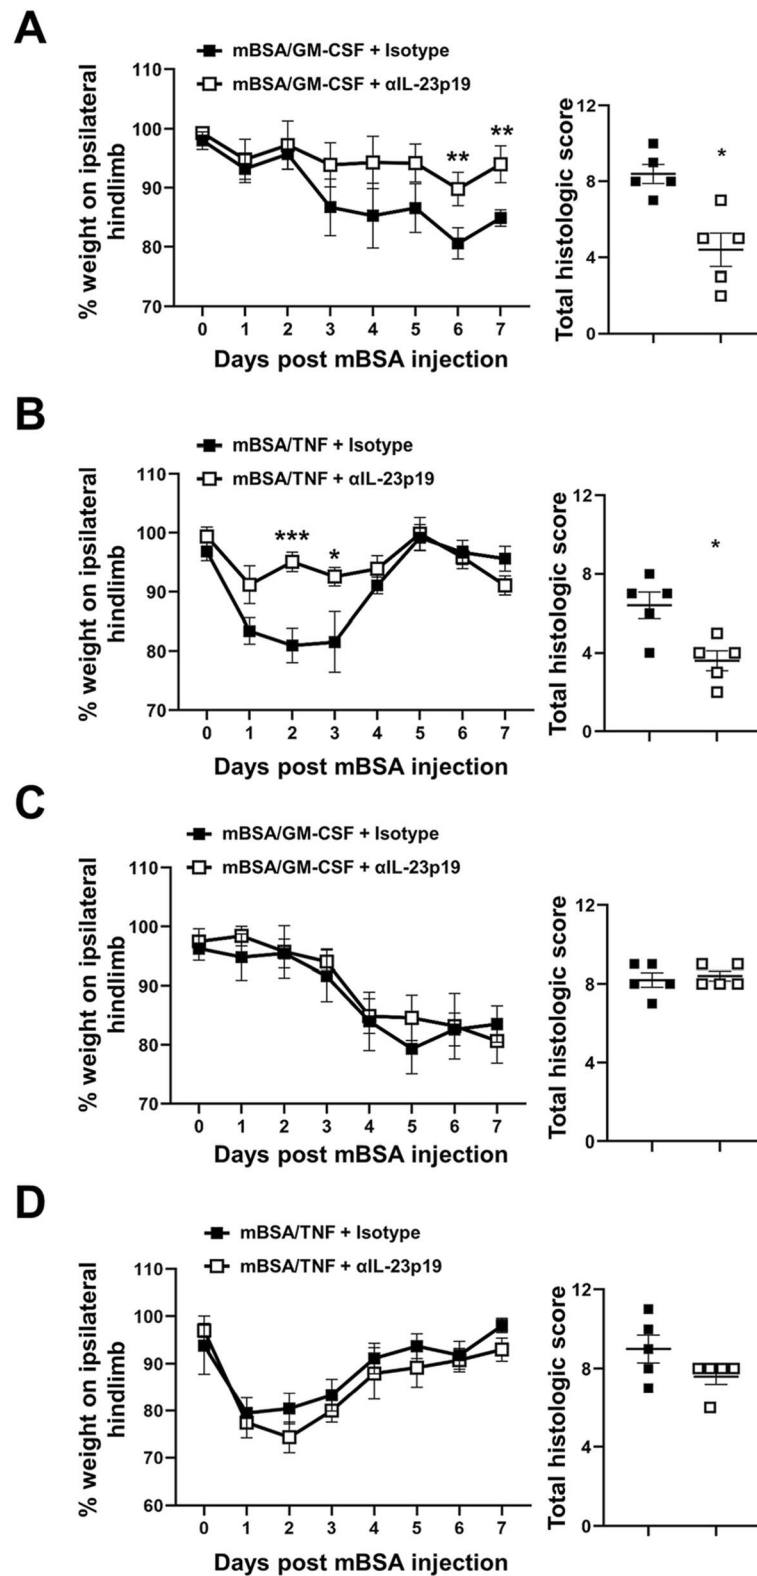 A
mBSA/GM-CSF + Isotype
mBSA/GM-CSF + αIL-23p19
% weight on ipsilateral
hindlimb
110
100
90
80
70
** **
0 1 2 3 4 5 6 7
Days post mBSA injection
Total histologic score
12
8
4
0
*
B
mBSA/TNF + Isotype
mBSA/TNF + αIL-23p19
% weight on ipsilateral
hindlimb
110
100
90
80
70
*** *
0 1 2 3 4 5 6 7
Days post mBSA injection
Total histologic score
12
8
4
0
*
C
mBSA/GM-CSF + Isotype
mBSA/GM-CSF + αIL-23p19
% weight on ipsilateral
hindlimb
110
100
90
80
70
0 1 2 3 4 5 6 7
Days post mBSA injection
Total histologic score
12
8
4
0
D
mBSA/TNF + Isotype
mBSA/TNF + αIL-23p19
% weight on ipsilateral
hindlimb
110
100
90
80
70
60
0 1 2 3 4 5 6 7
Days post mBSA injection
Total histologic score
12
8
4
0